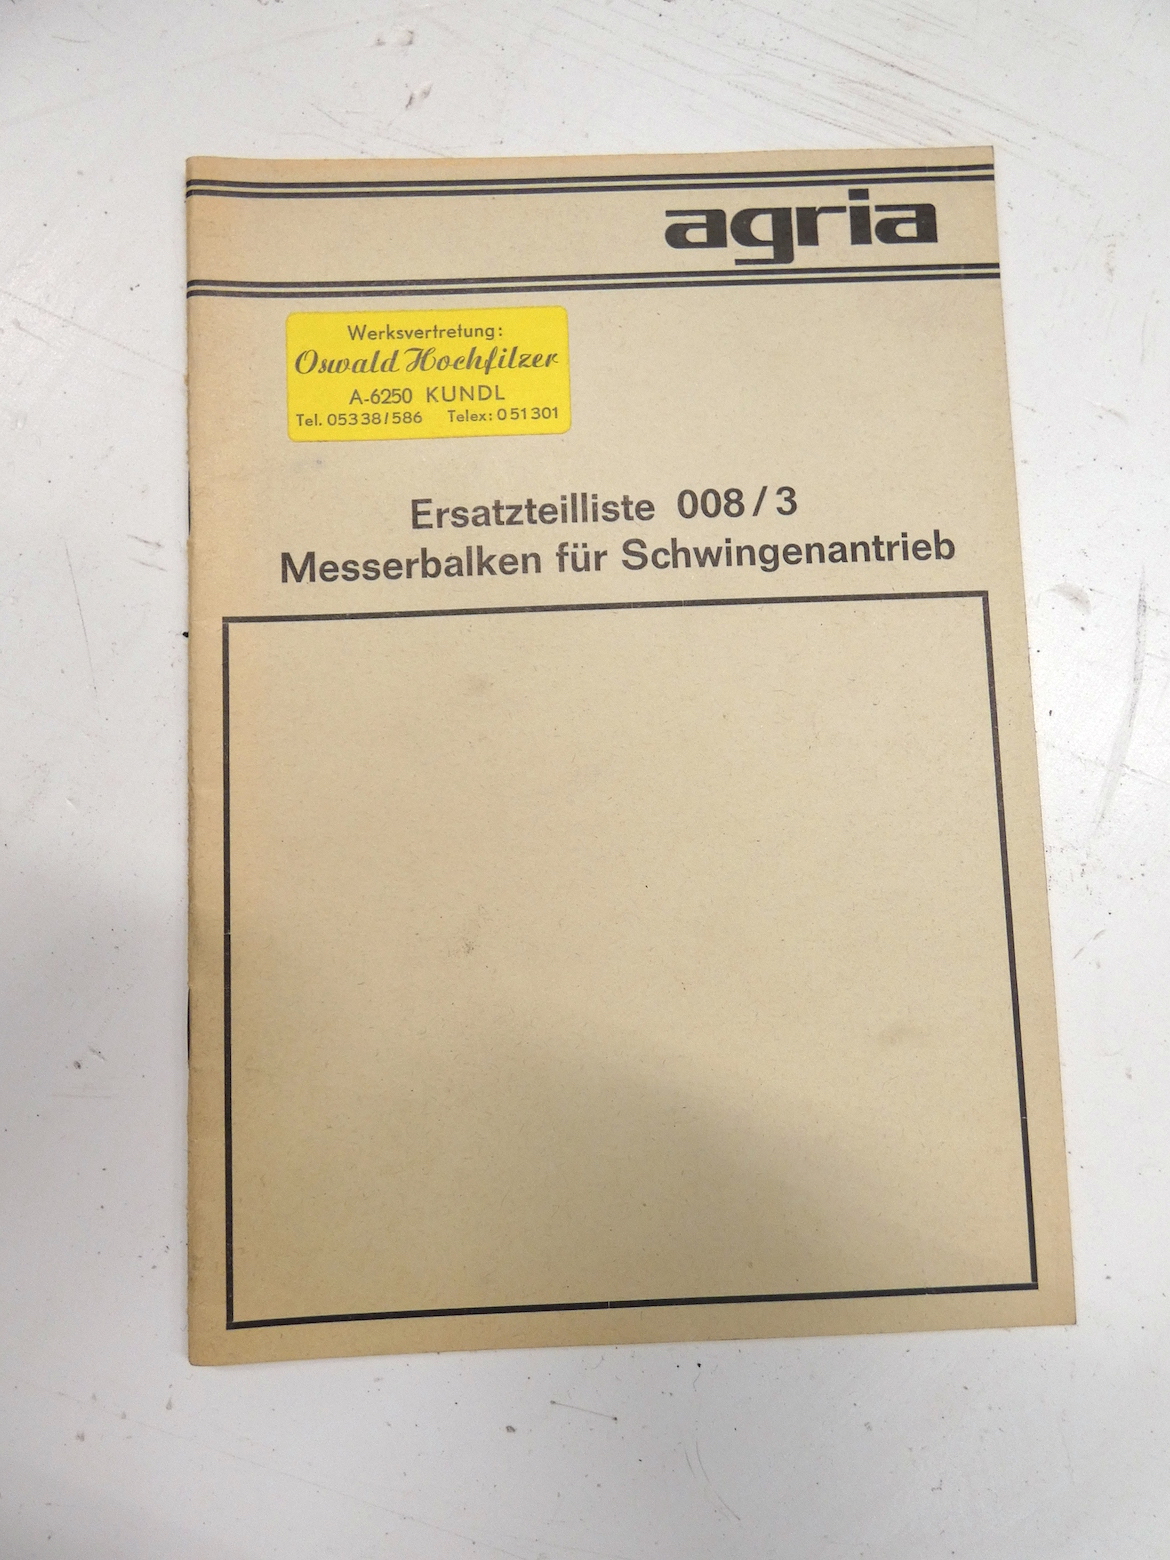 agria
Werksvertretung:
Oswald Hochfilzer
A-6250 KUNDL
Tel. 05338/586 Telex: 051301
Ersatzteilliste 008/3
Messerbalken für Schwingenantrieb